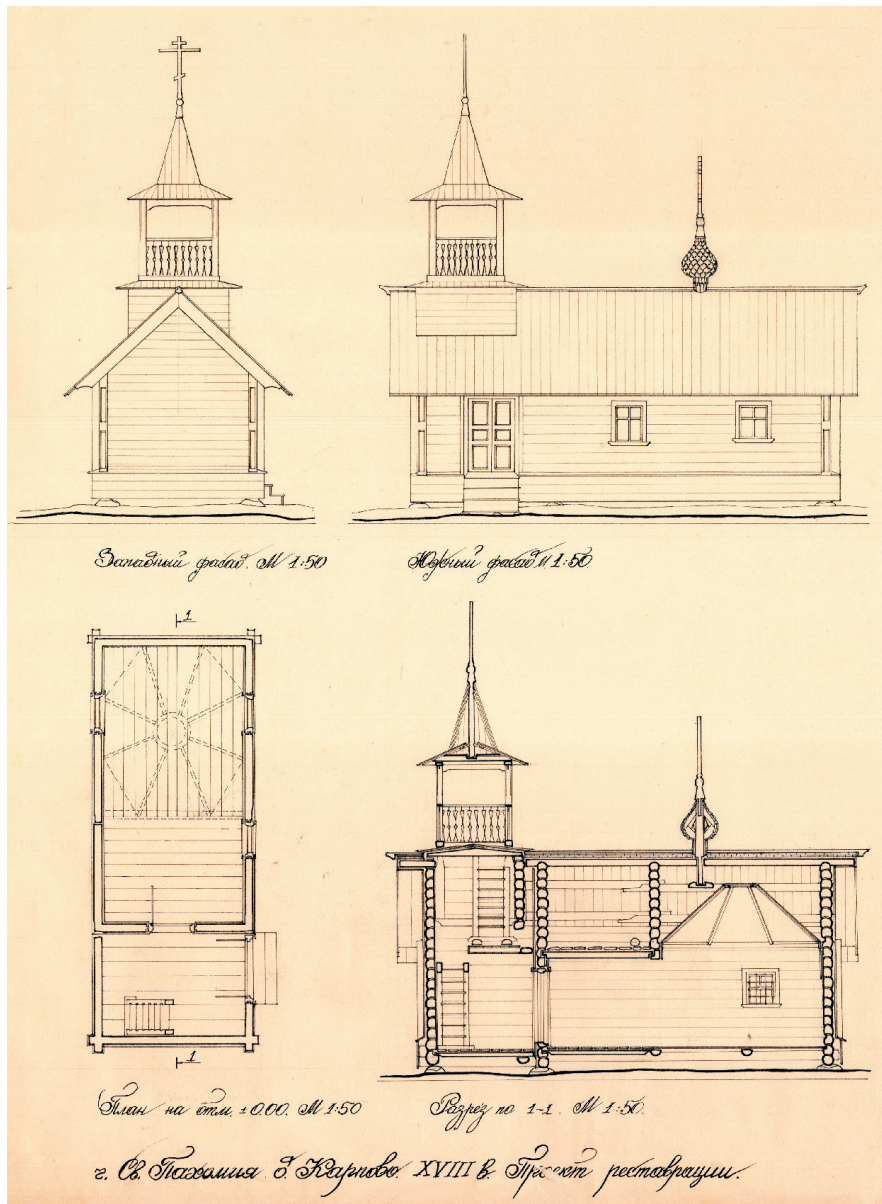 Западный фасад. М 1:50
Южный фасад М 1:50
1
1
План на отм. ±0.00. М 1:50
Разрез по 1-1. М 1:50.
г. Св. Пахомия д. Карпово. XVIII в. Проект реставрации.